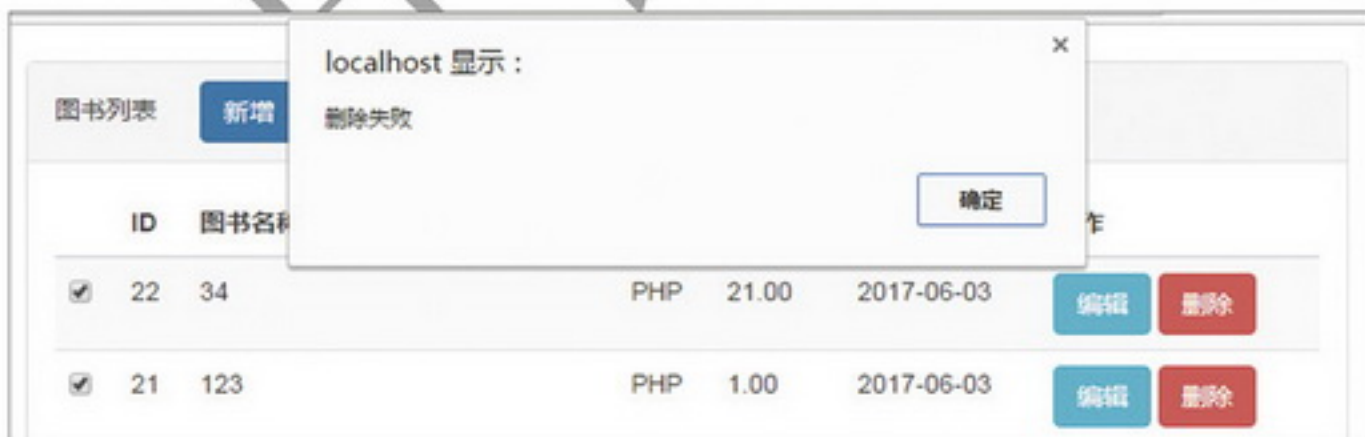 localhost 显示：
×
图书列表 新增
删除失败
确定
ID 图书名
22 34 PHP 21.00 2017-06-03 编辑 删除
21 123 PHP 1.00 2017-06-03 编辑 删除